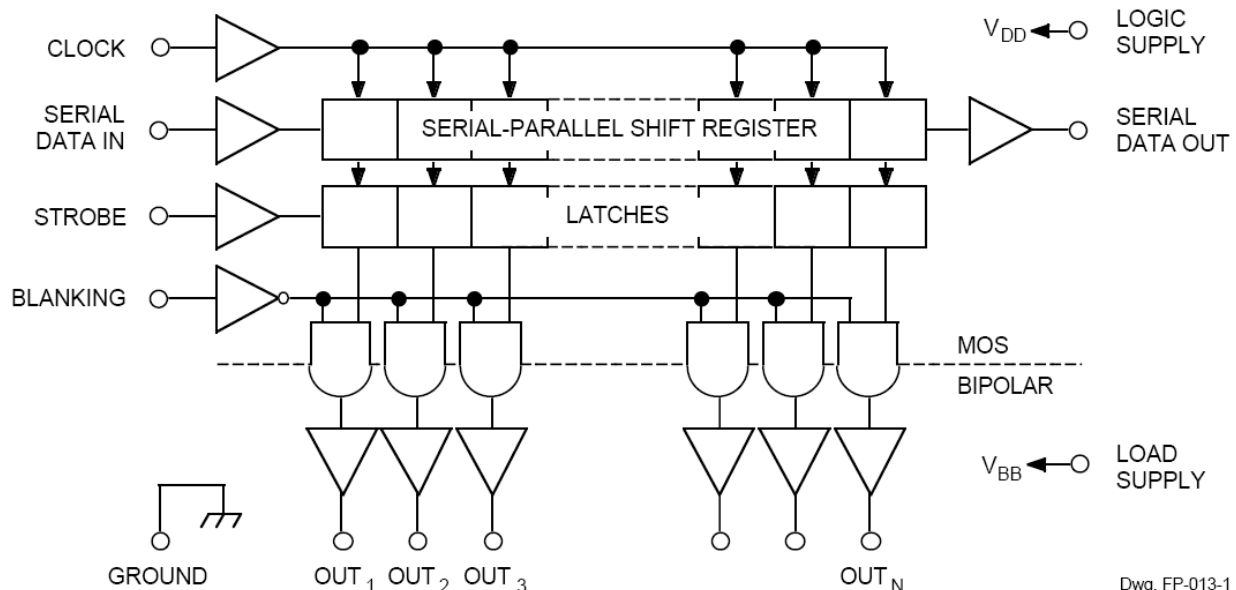 CLOCK
V_DD
LOGIC
SUPPLY
SERIAL
DATA IN
SERIAL-PARALLEL SHIFT REGISTER
SERIAL
DATA OUT
STROBE
LATCHES
BLANKING
MOS
BIPOLAR
V_BB
LOAD
SUPPLY
GROUND
OUT_1
OUT_2
OUT_3
OUT_N
Dwg. FP-013-1